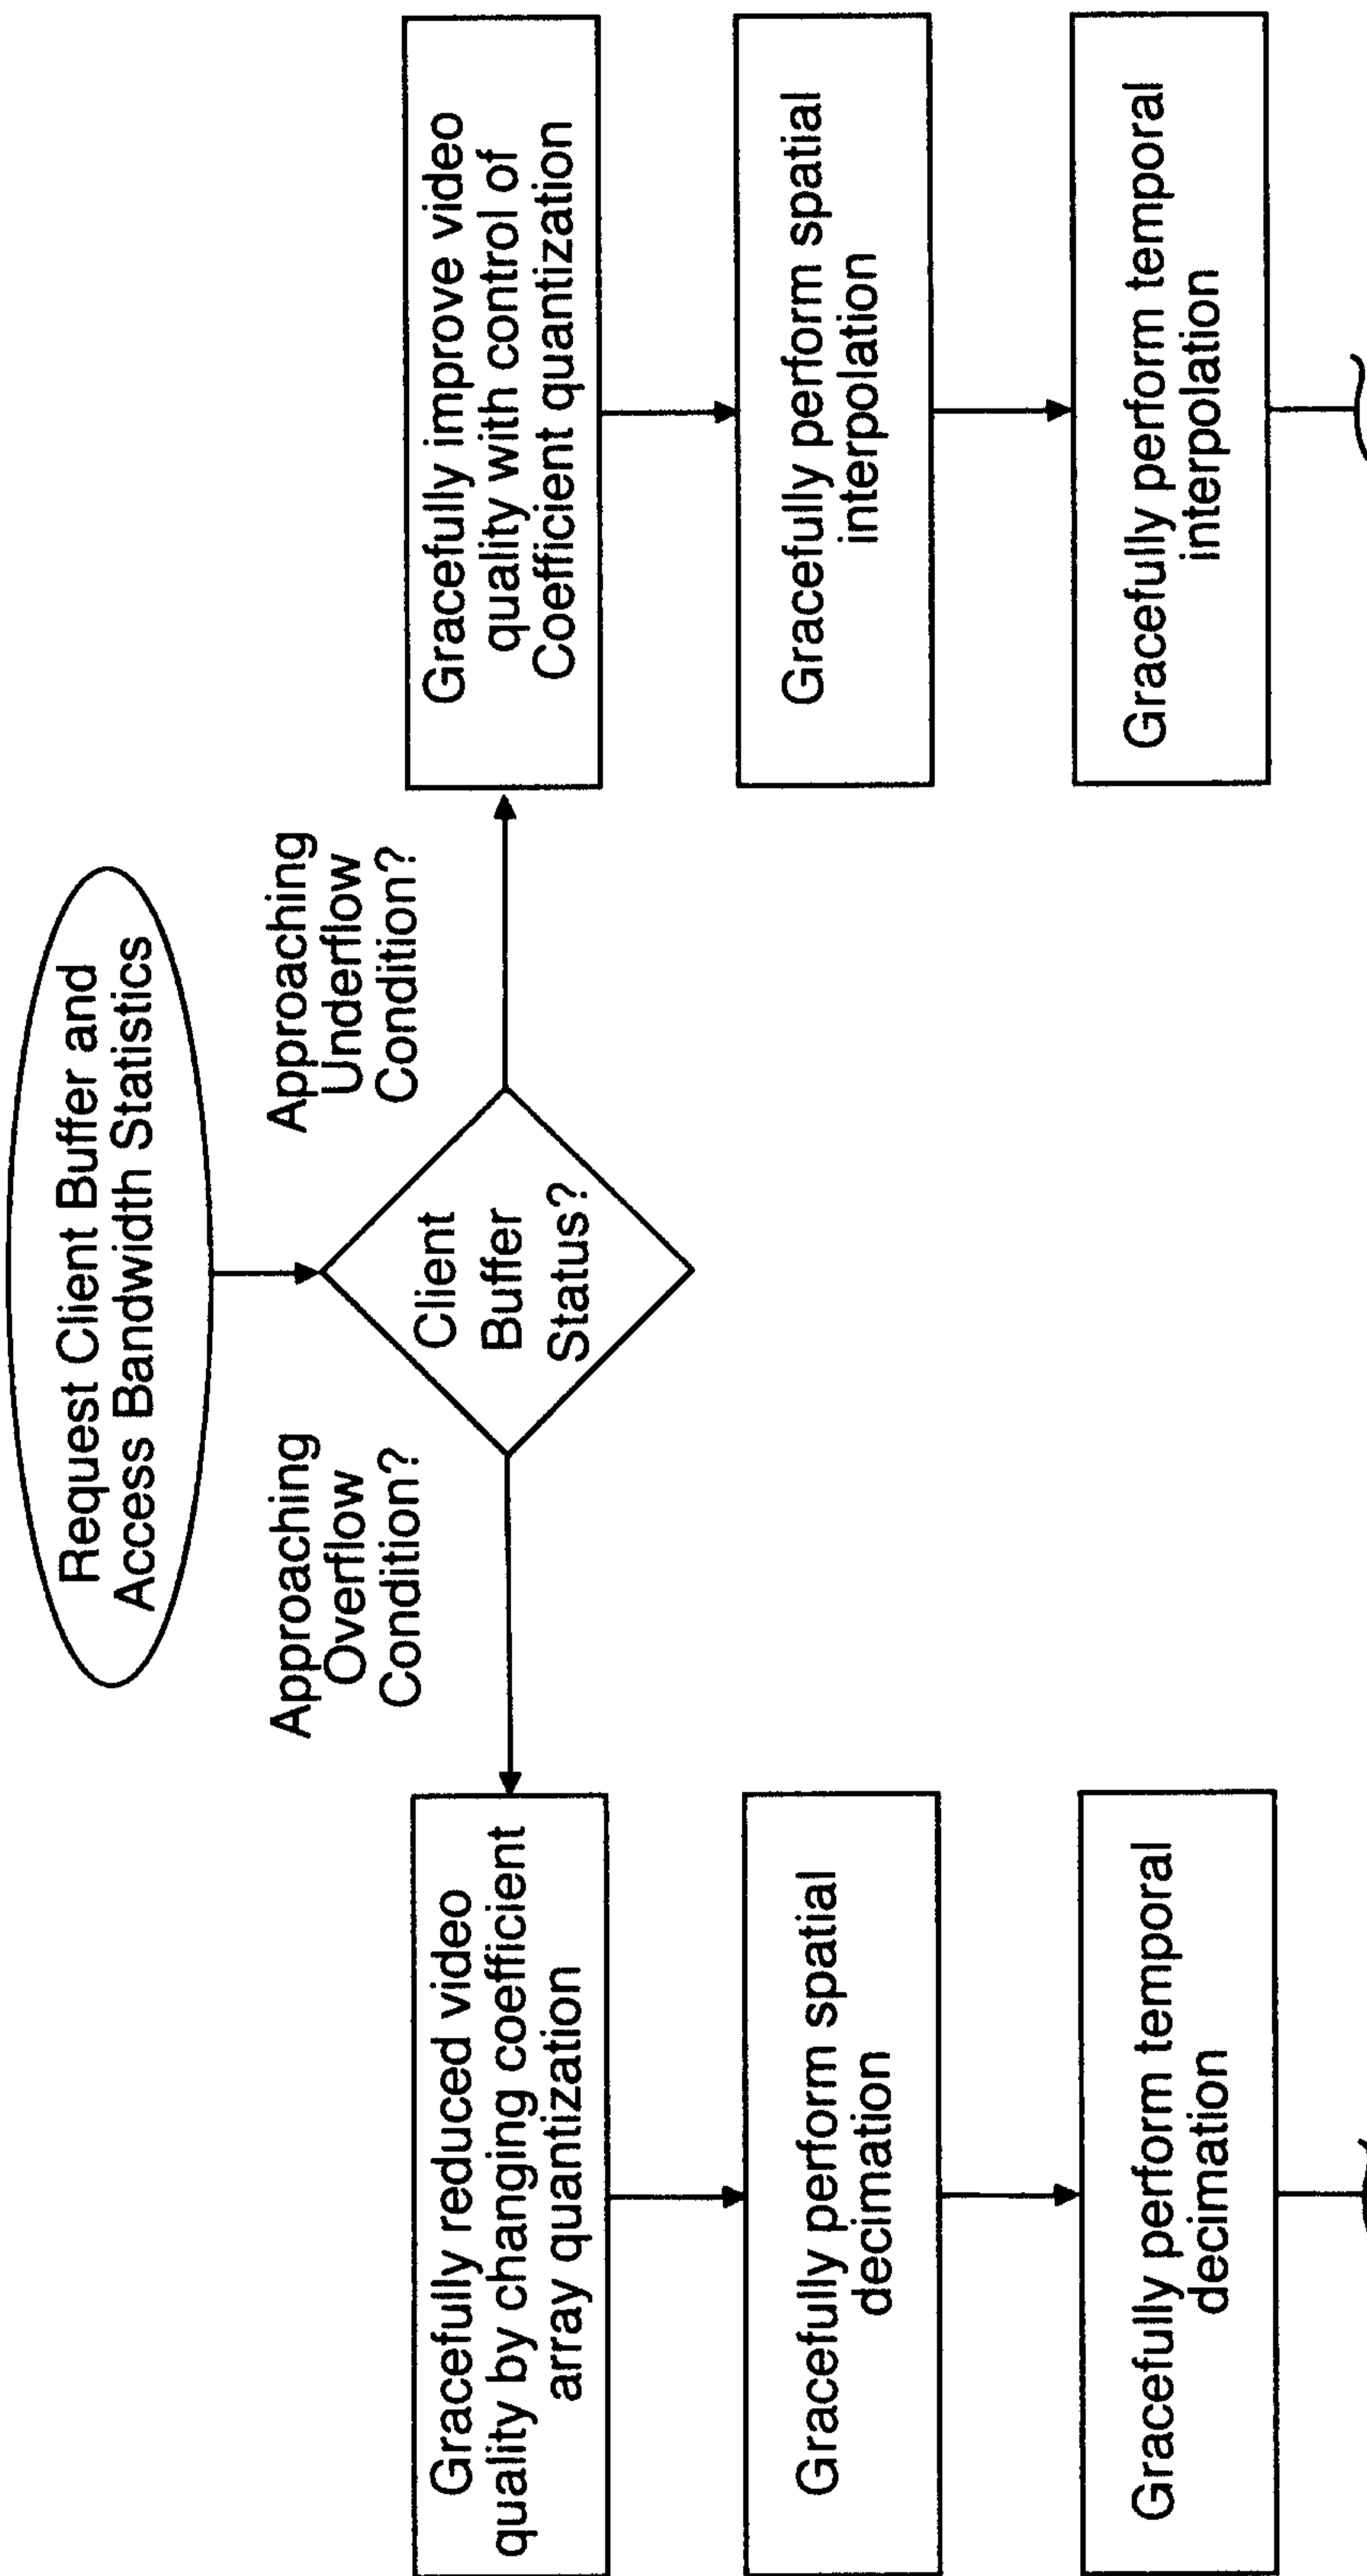 Request Client Buffer and
Access Bandwidth Statistics
Client
Buffer
Status?
Approaching
Overflow
Condition?
Approaching
Underflow
Condition?
Gracefully reduced video
quality by changing coefficient
array quantization
Gracefully perform spatial
decimation
Gracefully perform temporal
decimation
Gracefully improve video
quality with control of
Coefficient quantization
Gracefully perform spatial
interpolation
Gracefully perform temporal
interpolation